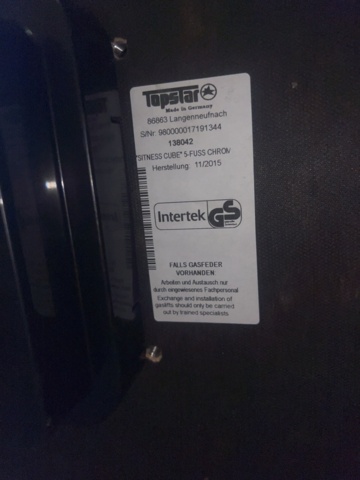 Topstar
Made in Germany
86863 Langenneufnach
S/Nr: 980000017191344
138042
"SITNESS CUBE" 5-FUSS CHROM
Herstellung: 11/2015
Intertek GS
FALLS GASFEDER
VORHANDEN
Arbeiten und Austausch nur
durch eingewiesenes Fachpersonal
Exchange and installation of
gaslifts should only be carried
out by trained specialists.